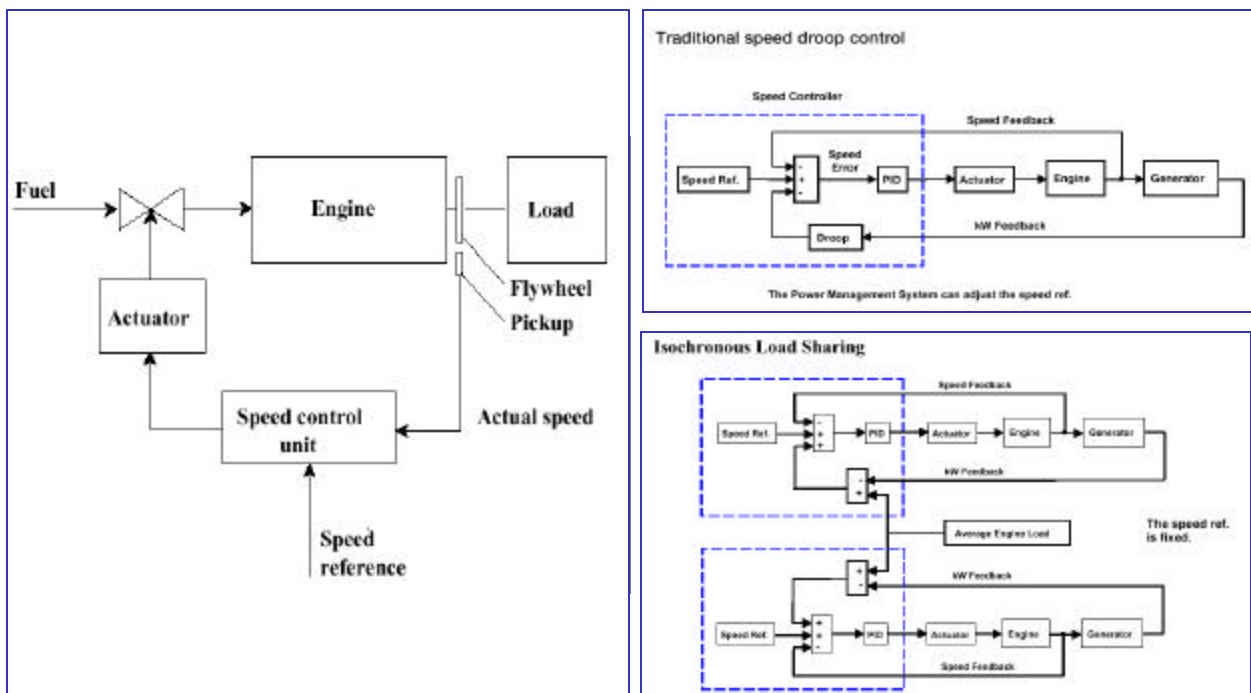 Fuel
Engine
Load
Flywheel
Pickup
Actuator
Speed control
unit
Actual speed
Speed
reference
Traditional speed droop control
Speed Controller
Speed Feedback
Speed
Error
Speed Ref.
-
+
-
PID
Actuator
Engine
Generator
Droop
kW Feedback
The Power Management System can adjust the speed ref.
Isochronous Load Sharing
Speed Feedback
Speed Ref.
-
+
+
PID
Actuator
Engine
Generator
kW Feedback
-
+
Average Engine Load
The speed ref.
is fixed.
+
-
kW Feedback
Speed Ref.
+
+
-
PID
Actuator
Engine
Generator
Speed Feedback